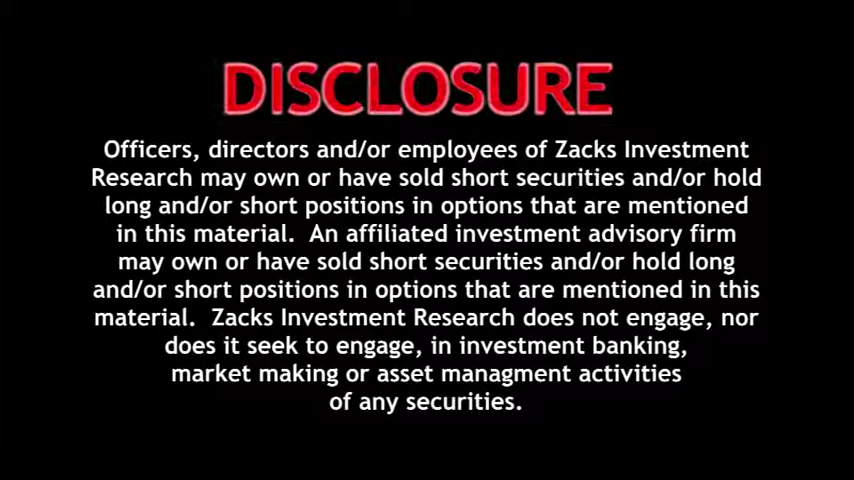 DISCLOSURE
Officers, directors and/or employees of Zacks Investment
Research may own or have sold short securities and/or hold
long and/or short positions in options that are mentioned
in this material.  An affiliated investment advisory firm
may own or have sold short securities and/or hold long
and/or short positions in options that are mentioned in this
material.  Zacks Investment Research does not engage, nor
does it seek to engage, in investment banking,
market making or asset managment activities
of any securities.